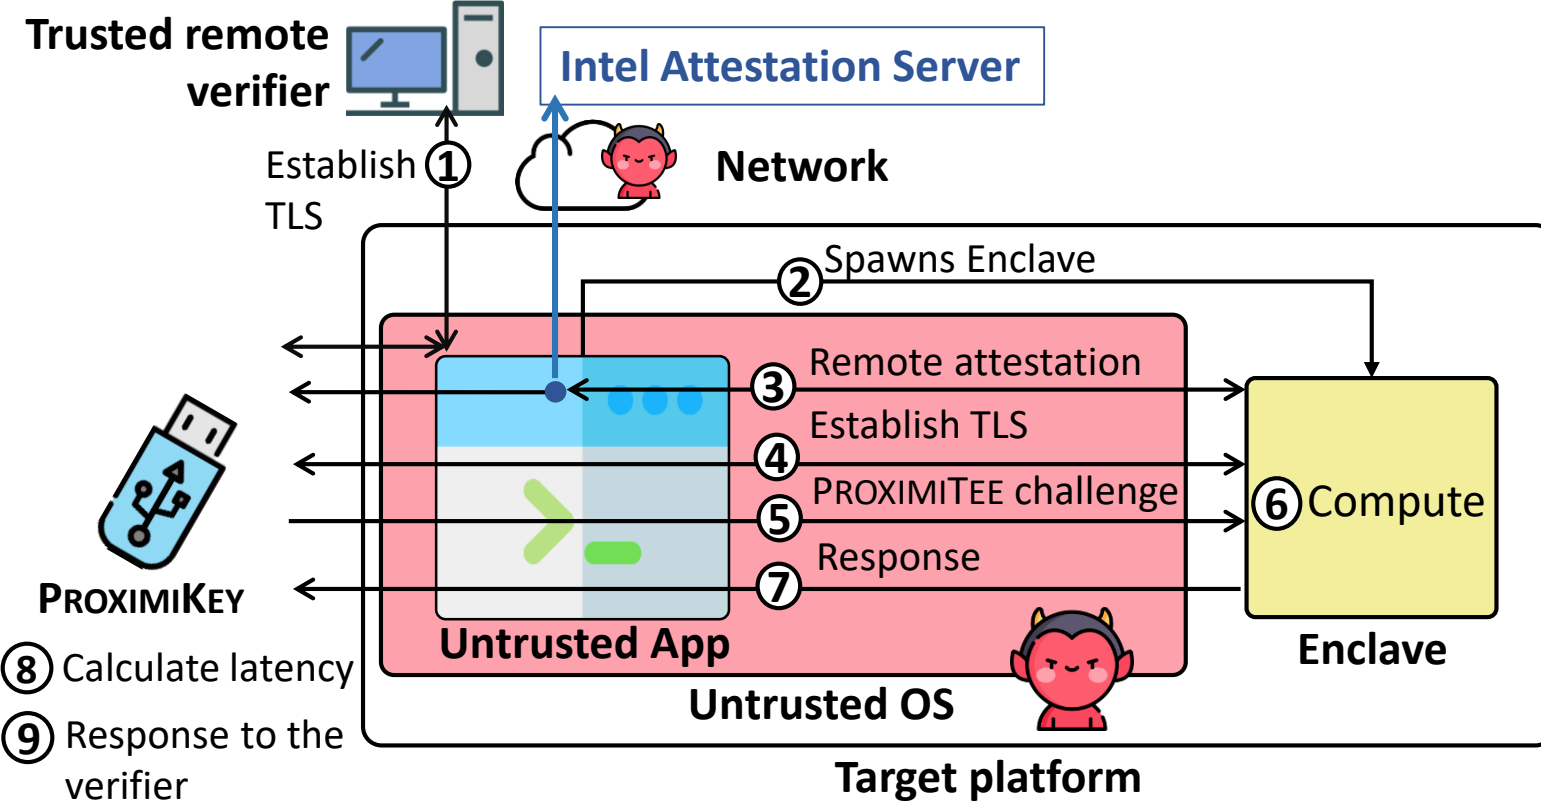 Trusted remote
verifier
Intel Attestation Server
Establish
TLS
1
Network
2
Spawns Enclave
3
Remote attestation
4
Establish TLS
5
PROXIMITEE challenge
6
Compute
7
Response
PROXIMIKEY
Untrusted App
Enclave
8 Calculate latency
Untrusted OS
9 Response to the
verifier
Target platform